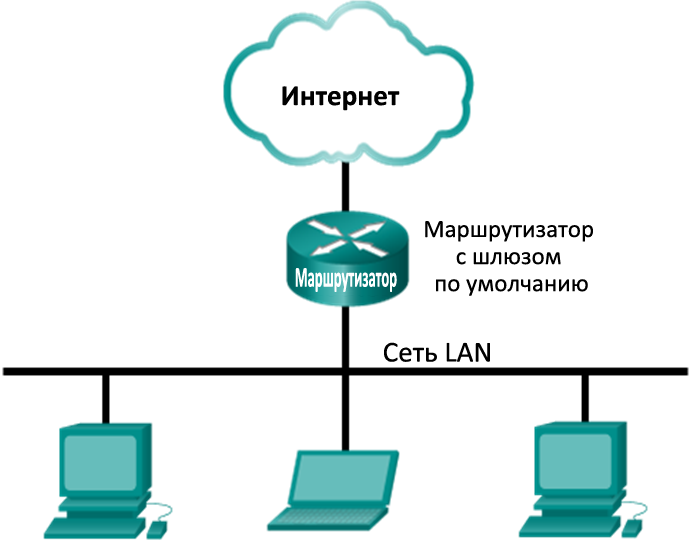 Интернет
Маршрутизатор
с шлюзом
по умолчанию
Маршрутизатор
Сеть LAN